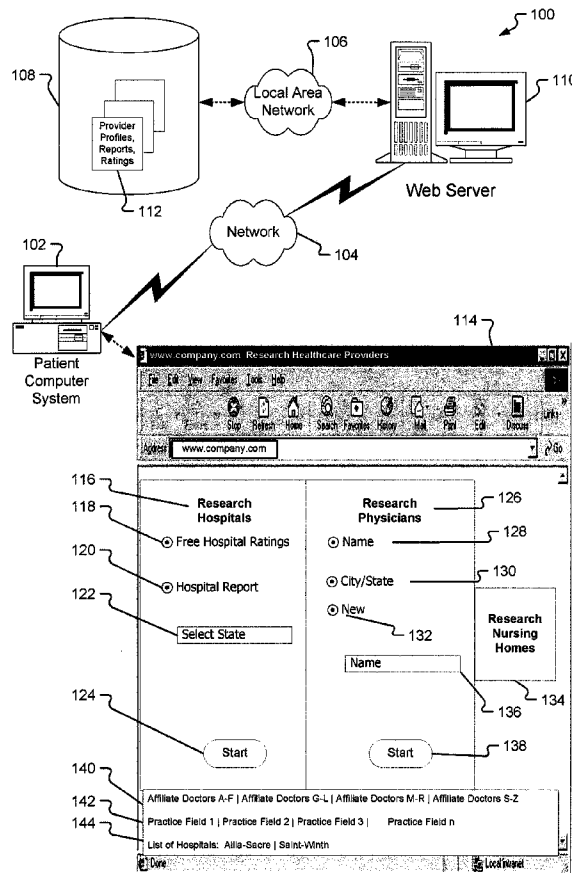 100
106
108
Local Area
Network
110
Provider
Profiles,
Reports,
Ratings
112
Web Server
102
Network
104
114
Patient
Computer
System
www.company.com Research Healthcare Providers
File Edit View Favorites Tools Help
Stop Refresh Home Search Favorites History Mail Print Edit Discuss Links
Address www.company.com Go
116 Research
Hospitals
Research
Physicians 126
118 Free Hospital Ratings
Name 128
120 Hospital Report
City/State 130
122 Select State
New 132
Research
Nursing
Homes
134
Name
136
124 Start
Start 138
140 Affiliate Doctors A-F | Affiliate Doctors G-L | Affiliate Doctors M-R | Affiliate Doctors S-Z
142 Practice Field 1 | Practice Field 2 | Practice Field 3 | Practice Field n
144 List of Hospitals: Ailia-Sacre | Saint-Winth
Done Local intranet